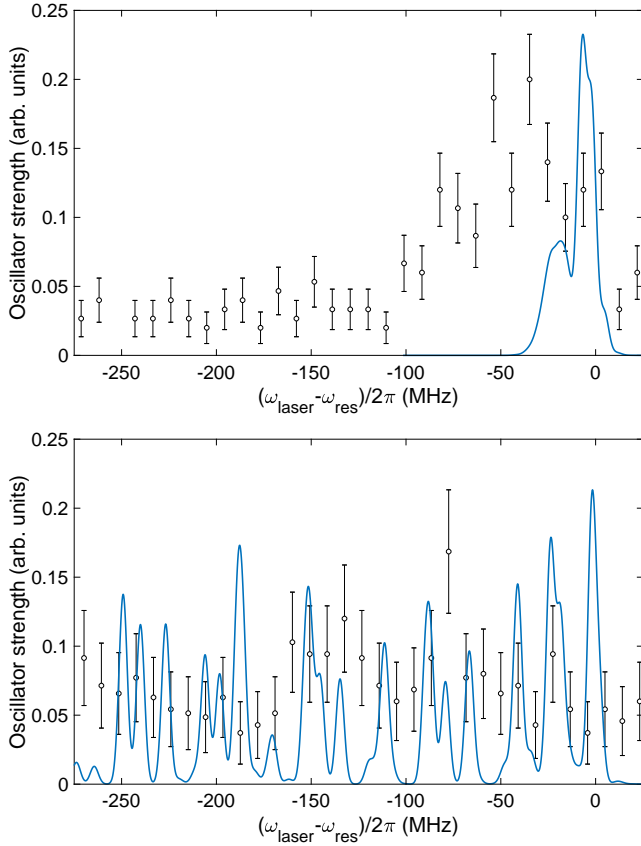 0.25
0.2
0.15
0.1
0.05
0
Oscillator strength (arb. units)
-250 -200 -150 -100 -50 0
(ω_laser-ω_res)/2π (MHz)
0.25
0.2
0.15
0.1
0.05
0
Oscillator strength (arb. units)
-250 -200 -150 -100 -50 0
(ω_laser-ω_res)/2π (MHz)